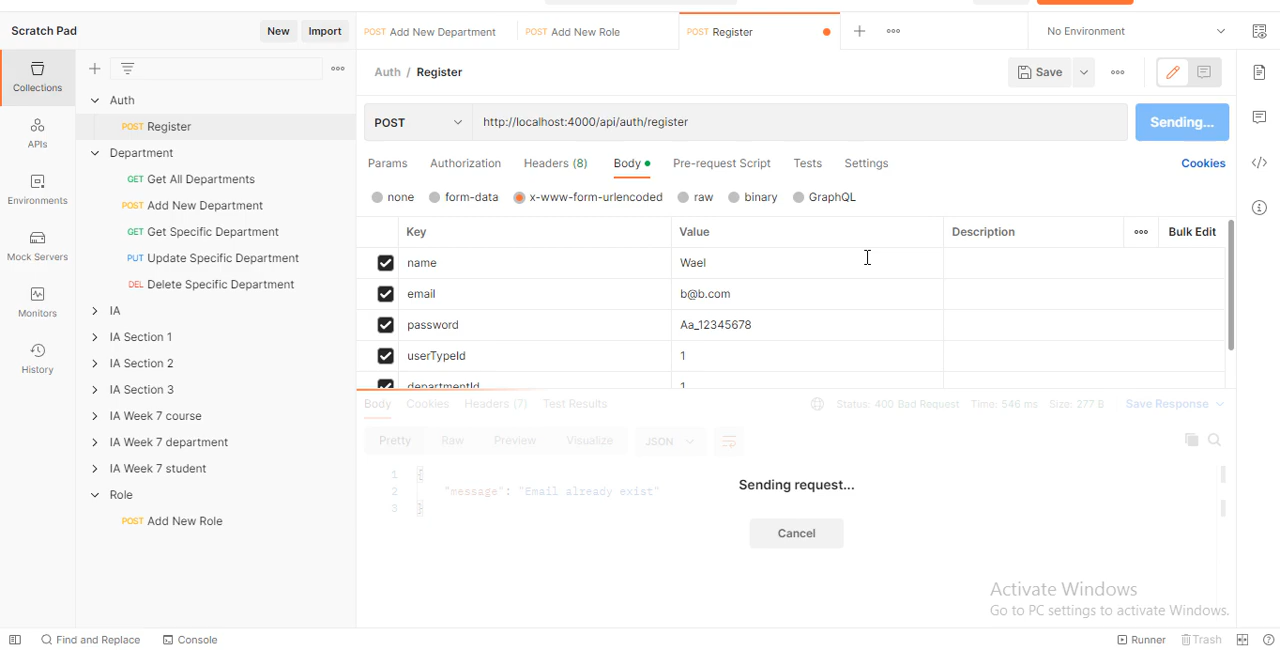 Scratch Pad
New
Import
POST Add New Department
POST Add New Role
POST Register
No Environment
Collections
APIs
Environments
Mock Servers
Monitors
History
Auth
POST Register
Department
GET Get All Departments
POST Add New Department
GET Get Specific Department
PUT Update Specific Department
DEL Delete Specific Department
IA
IA Section 1
IA Section 2
IA Section 3
IA Week 7 course
IA Week 7 department
IA Week 7 student
Role
POST Add New Role
Auth / Register
Save
POST
http://localhost:4000/api/auth/register
Sending...
Params
Authorization
Headers (8)
Body
Pre-request Script
Tests
Settings
Cookies
none
form-data
x-www-form-urlencoded
raw
binary
GraphQL
Key
Value
Description
Bulk Edit
name
Wael
email
b@b.com
password
Aa_12345678
userTypeId
1
departmentId
1
Body
Cookies
Headers (7)
Test Results
Status: 400 Bad Request
Time: 546 ms
Size: 277 B
Save Response
Pretty
Raw
Preview
Visualize
JSON
1 {
2 "message": "Email already exist"
3 }
Sending request...
Cancel
Activate Windows
Go to PC settings to activate Windows.
Find and Replace
Console
Runner
Trash